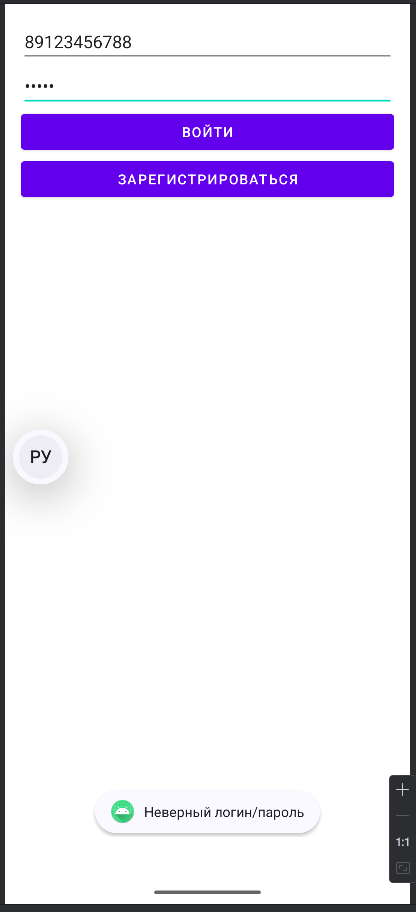 89123456788
•••••
ВОЙТИ
ЗАРЕГИСТРИРОВАТЬСЯ
РУ
Неверный логин/пароль
1:1